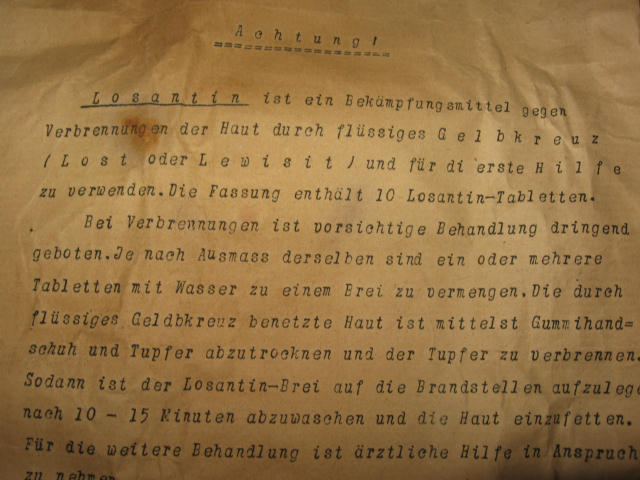 Achtung!
Losantin ist ein Bekämpfungsmittel gegen
Verbrennungen der Haut durch flüssiges Gelbkreuz
(Lost oder Lewisit) und für di erste Hilfe
zu verwenden. Die Fassung enthält 10 Losantin-Tabletten.
Bei Verbrennungen ist vorsichtige Behandlung dringend
geboten. Je nach Ausmass derselben sind ein oder mehrere
Tabletten mit Wasser zu einem Brei zu vermengen. Die durch
flüssiges Geldbkreuz benetzte Haut ist mittelst Gummihand=
schuh und Tupfer abzutrocknen und der Tupfer zu verbrennen.
Sodann ist der Losantin-Brei auf die Brandstellen aufzulege
nach 10 - 15 Minuten abzuwaschen und die Haut einzufetten.
Für die weitere Behandlung ist ärztliche Hilfe in Anspruch
zu nehmen